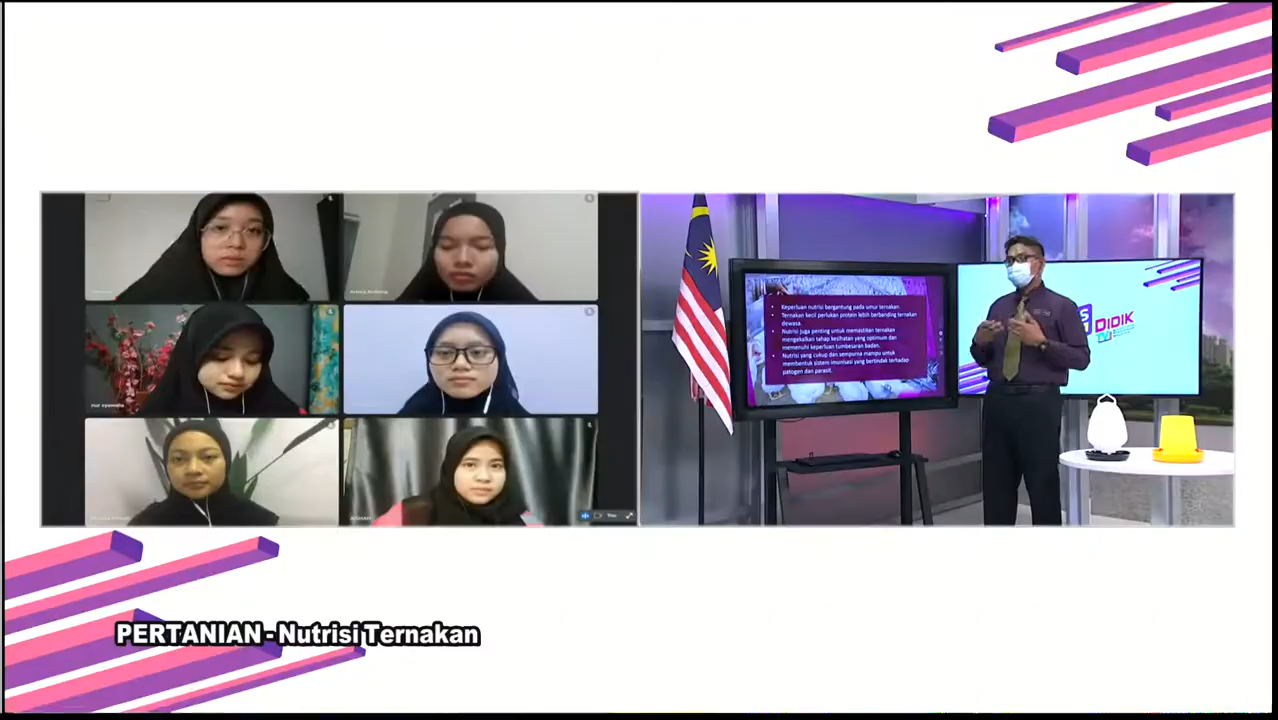 • Keperluan nutrisi bergantung pada umur ternakan.
• Ternakan kecil perlukan protein lebih berbanding ternakan
dewasa.
• Nutrisi juga penting untuk memastikan ternakan
mengekalkan tahap kesihatan yang optimum dan
memenuhi keperluan tumbesaran badan.
• Nutrisi yang cukup dan sempurna mampu untuk
membentuk sistem imunisasi yang bertindak terhadap
patogen dan parasit.
DIDIK
TV
PERTANIAN - Nutrisi Ternakan